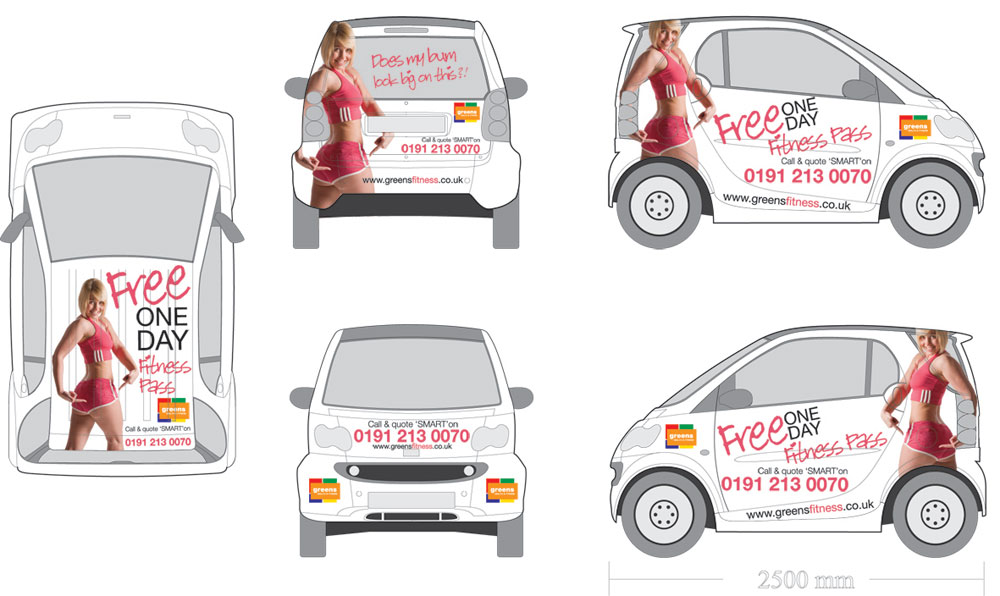 Free
ONE
DAY
Fitness
Pass
greens
Call & quote 'SMART'on
0191 213 0070
Does my bum
look big on this?!
greens
Call & quote 'SMART'on
0191 213 0070
www.greensfitness.co.uk
Free ONE
DAY
Fitness Pass
greens
Call & quote 'SMART'on
0191 213 0070
www.greensfitness.co.uk
Call & quote 'SMART'on
0191 213 0070
www.greensfitness.co.uk
greens
greens
Free ONE
DAY
Fitness Pass
greens
Call & quote 'SMART'on
0191 213 0070
www.greensfitness.co.uk
2500 mm